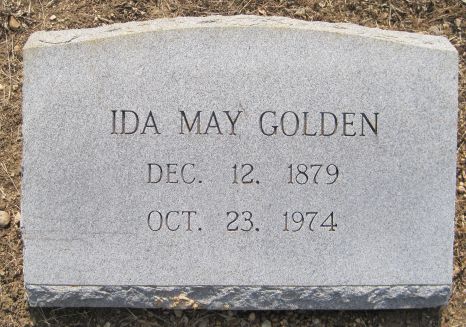 IDA MAY GOLDEN
DEC. 12, 1879
OCT. 23, 1974